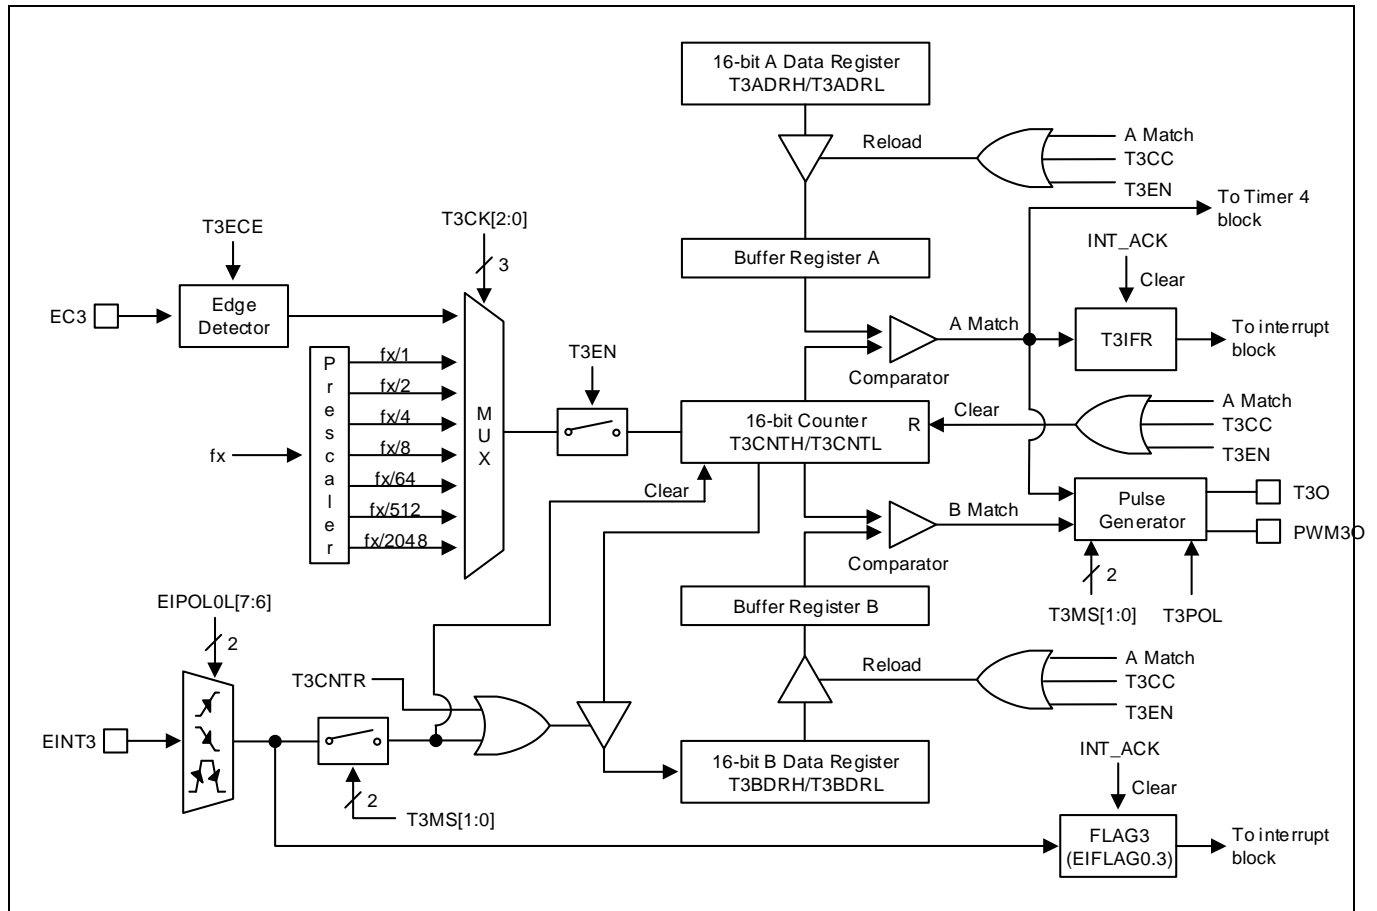 16-bit A Data Register
T3ADRH/T3ADRL
Reload
A Match
T3CC
T3EN
To Timer 4
block
T3CK[2:0]
3
T3ECE
Buffer Register A
INT_ACK
Clear
EC3
Edge
Detector
A Match
T3IFR
To interrupt
block
Comparator
Prescaler
fx/1
fx/2
fx/4
fx/8
fx/64
fx/512
fx/2048
fx
MUX
T3EN
16-bit Counter
T3CNTH/T3CNTL
R
Clear
A Match
T3CC
T3EN
Clear
B Match
Comparator
Pulse
Generator
T3O
PWM3O
2
T3MS[1:0]
T3POL
EIPOL0L[7:6]
2
Buffer Register B
Reload
A Match
T3CC
T3EN
T3CNTR
EINT3
2
T3MS[1:0]
16-bit B Data Register
T3BDRH/T3BDRL
INT_ACK
Clear
FLAG3
(EIFLAG0.3)
To interrupt
block